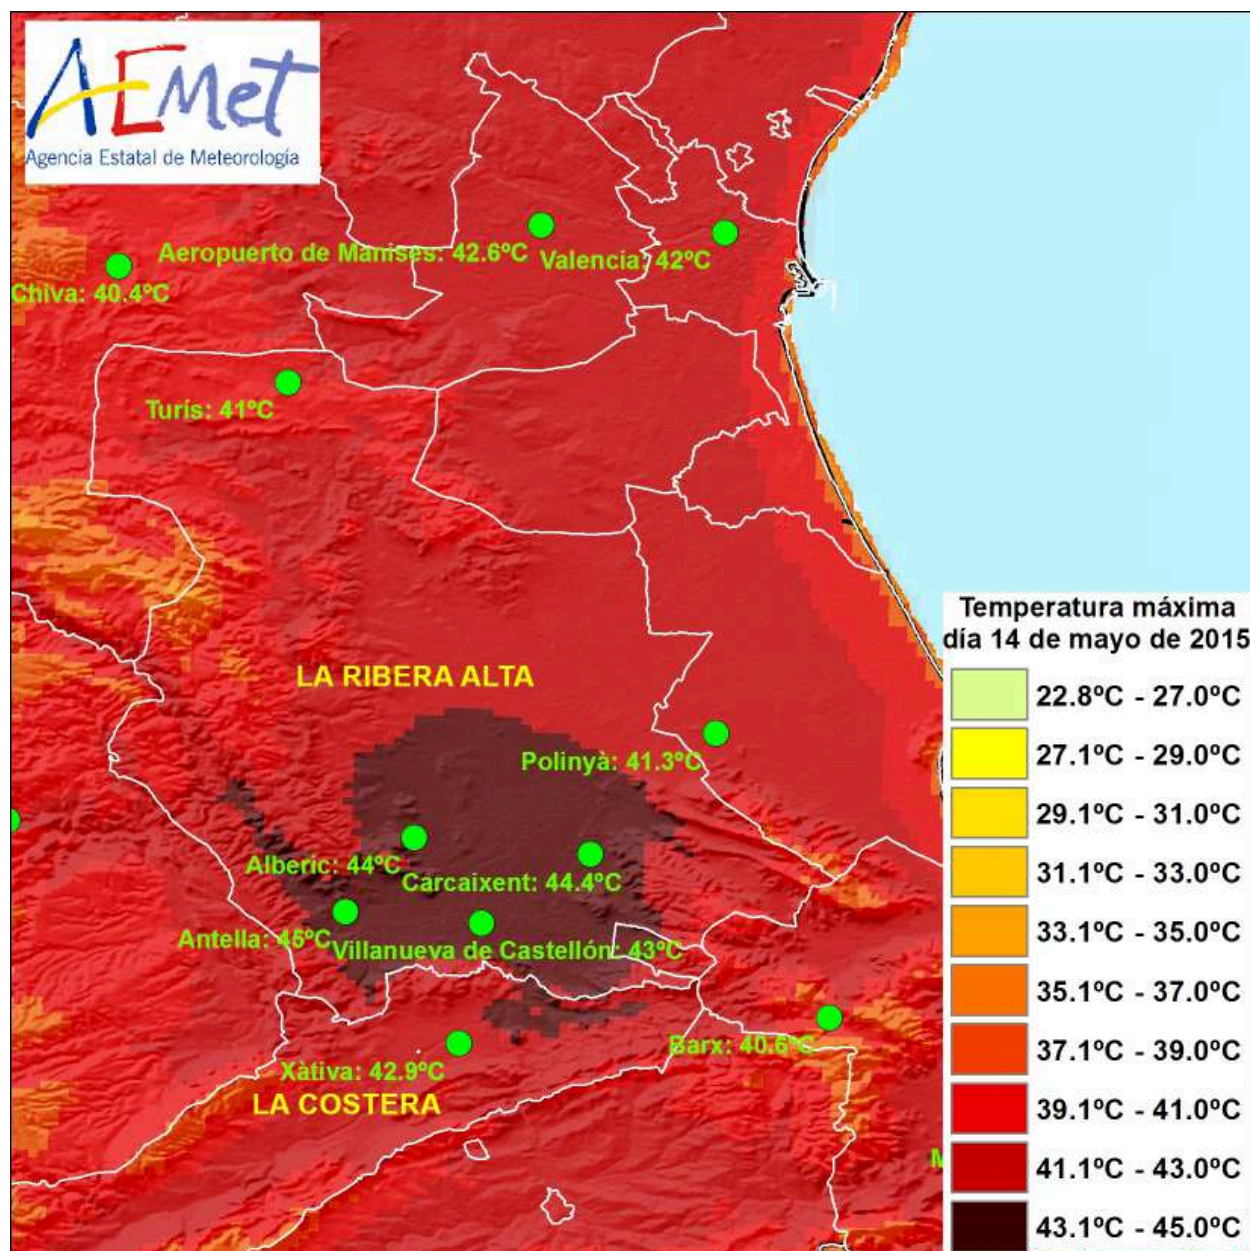 AEMet
Agencia Estatal de Meteorología
Aeropuerto de Manises: 42.6ºC
Valencia: 42ºC
Chiva: 40.4ºC
Turís: 41ºC
LA RIBERA ALTA
Polinyà: 41.3ºC
Alberic: 44ºC
Carcaixent: 44.4ºC
Antella: 45ºC
Villanueva de Castellón: 43ºC
Barx: 40.6ºC
Xàtiva: 42.9ºC
LA COSTERA
Temperatura máxima
día 14 de mayo de 2015
22.8ºC - 27.0ºC
27.1ºC - 29.0ºC
29.1ºC - 31.0ºC
31.1ºC - 33.0ºC
33.1ºC - 35.0ºC
35.1ºC - 37.0ºC
37.1ºC - 39.0ºC
39.1ºC - 41.0ºC
41.1ºC - 43.0ºC
43.1ºC - 45.0ºC